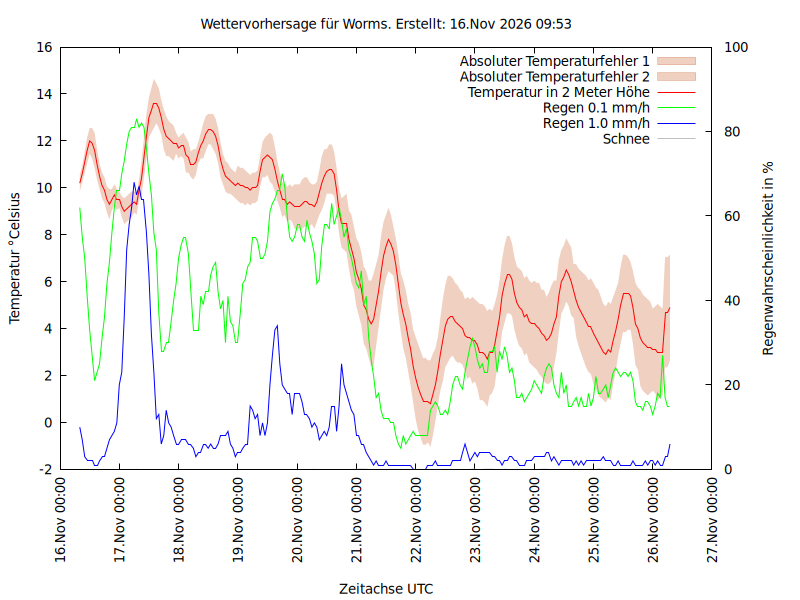 Wettervorhersage für Worms. Erstellt: 16.Nov 2026 09:53
16
14
12
10
8
6
4
2
0
-2
100
80
60
40
20
0
Temperatur °Celsius
Regenwahrscheinlichkeit in %
Absoluter Temperaturfehler 1
Absoluter Temperaturfehler 2
Temperatur in 2 Meter Höhe
Regen 0.1 mm/h
Regen 1.0 mm/h
Schnee
16.Nov 00:00
17.Nov 00:00
18.Nov 00:00
19.Nov 00:00
20.Nov 00:00
21.Nov 00:00
22.Nov 00:00
23.Nov 00:00
24.Nov 00:00
25.Nov 00:00
26.Nov 00:00
27.Nov 00:00
Zeitachse UTC